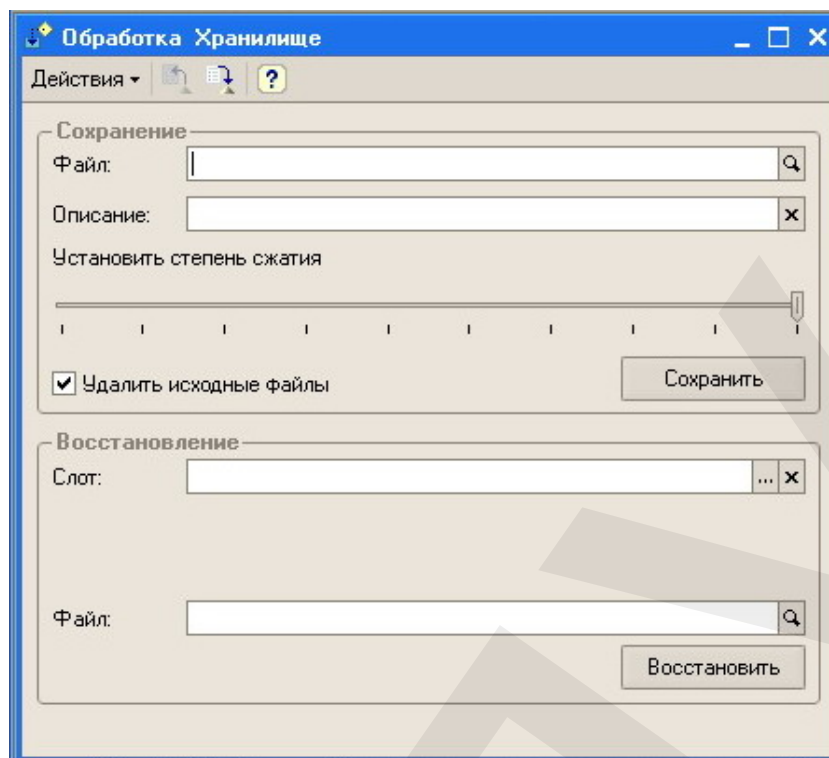 Обработка Хранилище
Действия
Сохранение
Файл:
Описание:
Установить степень сжатия
Удалить исходные файлы
Сохранить
Восстановление
Слот:
Файл:
Восстановить